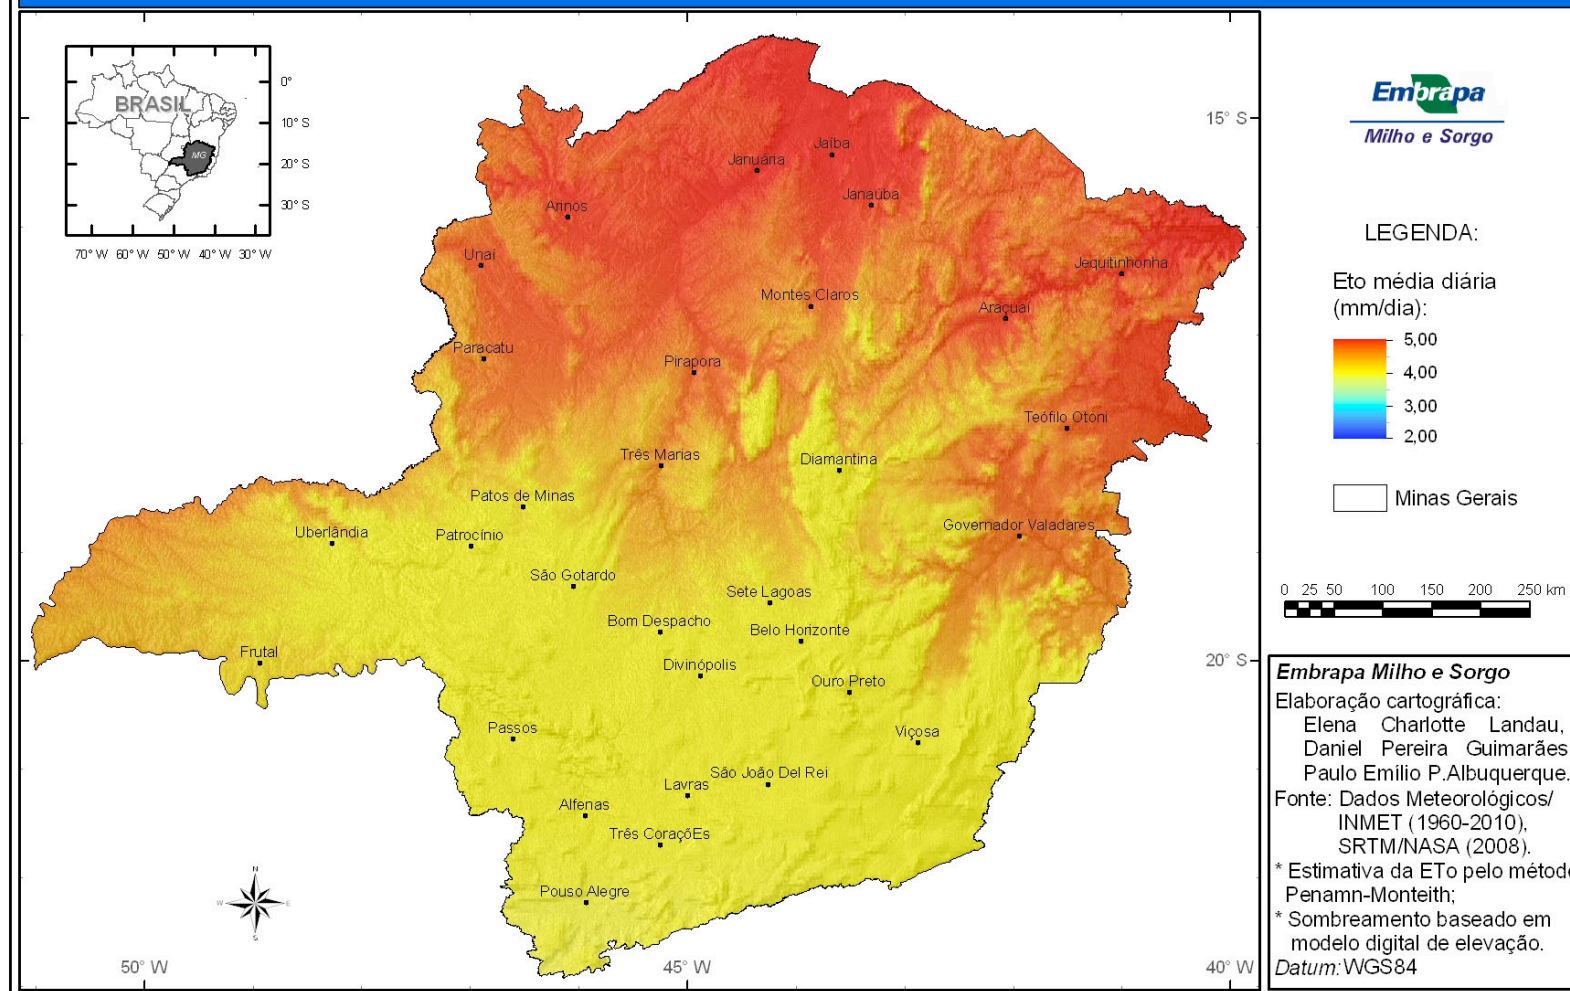 BRASIL
MG
0°
10° S
20° S
30° S
70° W 60° W 50° W 40° W 30° W
15° S
20° S
50° W
45° W
40° W
Jaíba
Januária
Janaúba
Arinos
Unaí
Jequitinhonha
Montes Claros
Araçuaí
Paracatu
Pirapora
Teófilo Otoni
Três Marias
Diamantina
Patos de Minas
Uberlândia
Patrocínio
Governador Valadares
São Gotardo
Sete Lagoas
Bom Despacho
Belo Horizonte
Frutal
Divinópolis
Ouro Preto
Passos
Viçosa
São João Del Rei
Lavras
Alfenas
Três CoraçõEs
Pouso Alegre
N
W
E
S
Embrapa
Milho e Sorgo
LEGENDA:
Eto média diária
(mm/dia):
5,00
4,00
3,00
2,00
Minas Gerais
0 25 50 100 150 200 250 km
Embrapa Milho e Sorgo
Elaboração cartográfica:
Elena Charlotte Landau,
Daniel Pereira Guimarães
Paulo Emílio P.Albuquerque.
Fonte: Dados Meteorológicos/
INMET (1960-2010),
SRTM/NASA (2008).
* Estimativa da ETo pelo método
Penamn-Monteith;
* Sombreamento baseado em
modelo digital de elevação.
Datum: WGS84